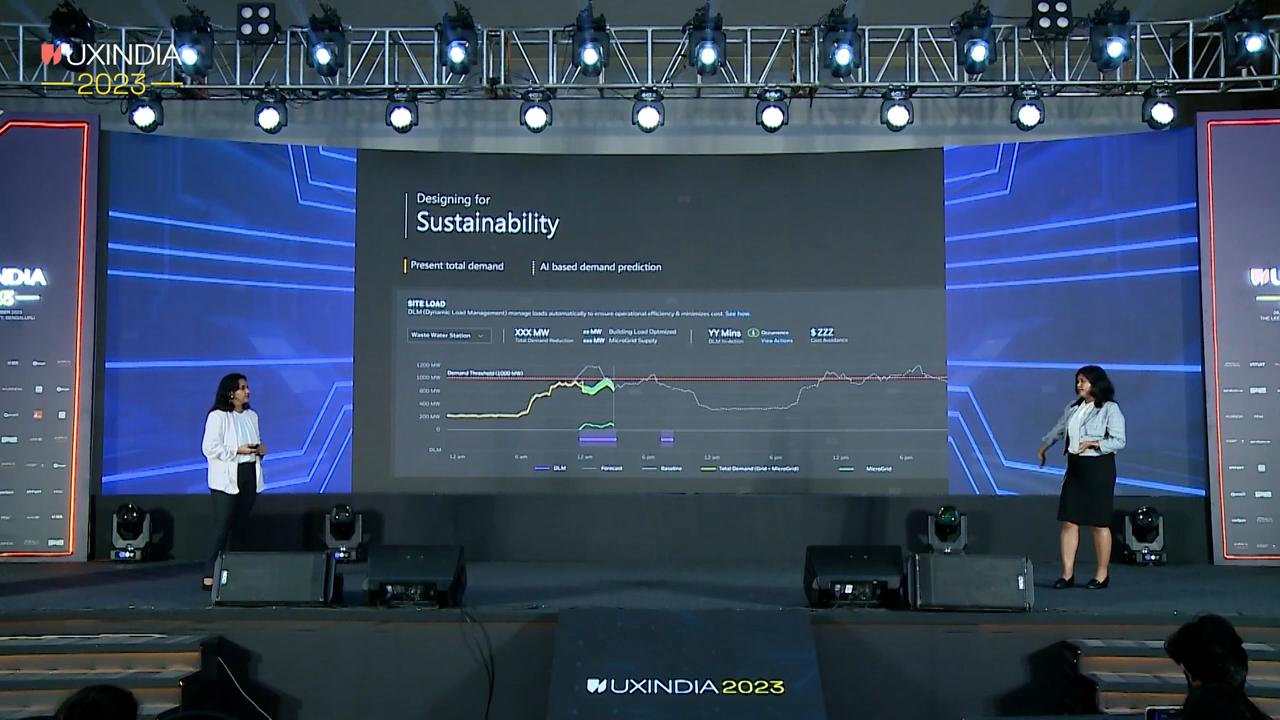 UXINDIA
2023
Designing for
Sustainability
Present total demand
AI based demand prediction
SITE LOAD
DLM (Dynamic Load Management) manage loads automatically to ensure operational efficiency & minimizes cost. See how.
Waste Water Station
XXX MW
Total Demand Reduction
xx MW Building Load Optimized
xxx MW MicroGrid Supply
YY Mins
DLM In-Action
Occurrence
View Actions
$ ZZZ
Cost Avoidance
1200 MW
1000 MW
800 MW
400 MW
200 MW
0
DLM
Demand Threshold (1000 MW)
12 am 6 am 12 pm 6 pm 12 am 6 am 12 pm 6 pm
DLM Forecast Baseline Total Demand (Grid + MicroGrid) MicroGrid
NDIA
UXINDIA 2023